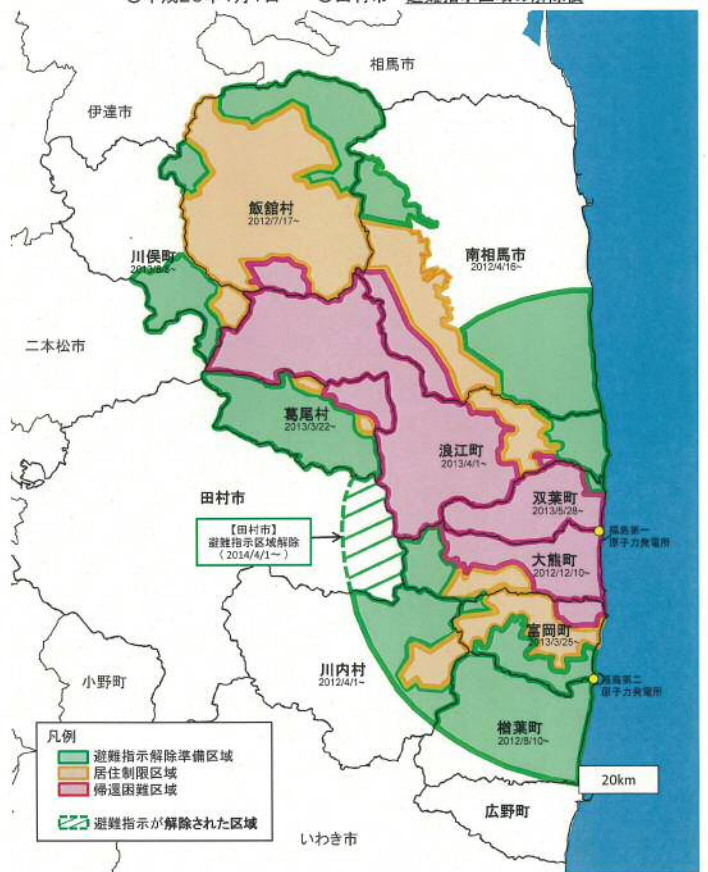 相馬市
伊達市
飯舘村
2012/7/17~
川俣町
南相馬市
2012/4/16~
二本松市
葛尾村
2013/3/22~
浪江町
2013/4/1~
田村市
双葉町
2013/5/28~
【田村市】
避難指示区域解除
(2014/4/1~)
福島第一
原子力発電所
大熊町
2012/12/10~
富岡町
2013/3/25~
川内村
2012/4/1~
小野町
福島第二
原子力発電所
楢葉町
2012/8/10~
凡例
避難指示解除準備区域
居住制限区域
帰還困難区域
避難指示が解除された区域
20km
広野町
いわき市